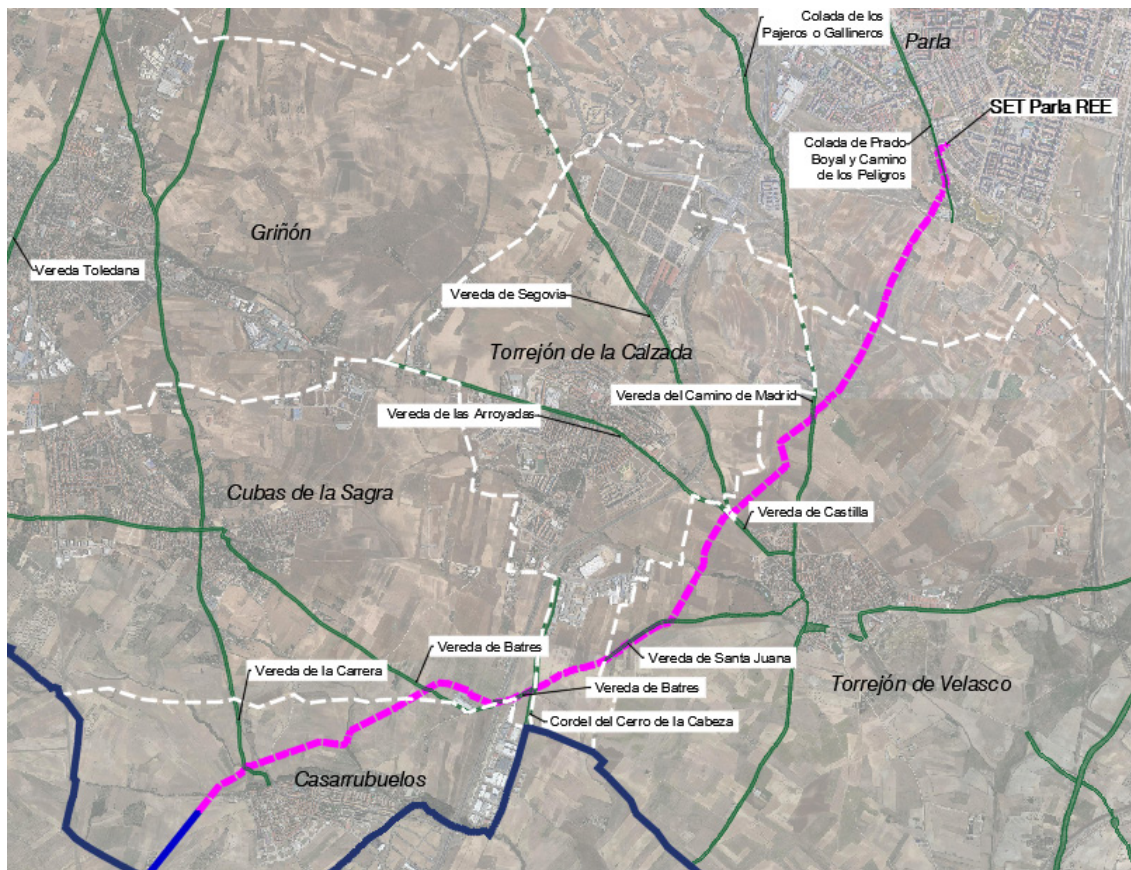 Colada de los
Pajeros o Gallineros
Parla
SET Parla REE
Colada de Prado
Boyal y Camino
de los Peligros
Griñón
Vereda Toledana
Vereda de Segovia
Torrejón de la Calzada
Vereda del Camino de Madrid
Vereda de las Arroyadas
Cubas de la Sagra
Vereda de Castilla
Vereda de Batres
Vereda de Santa Juana
Vereda de la Carrera
Vereda de Batres
Torrejón de Velasco
Cordel del Cerro de la Cabeza
Casarrubuelos